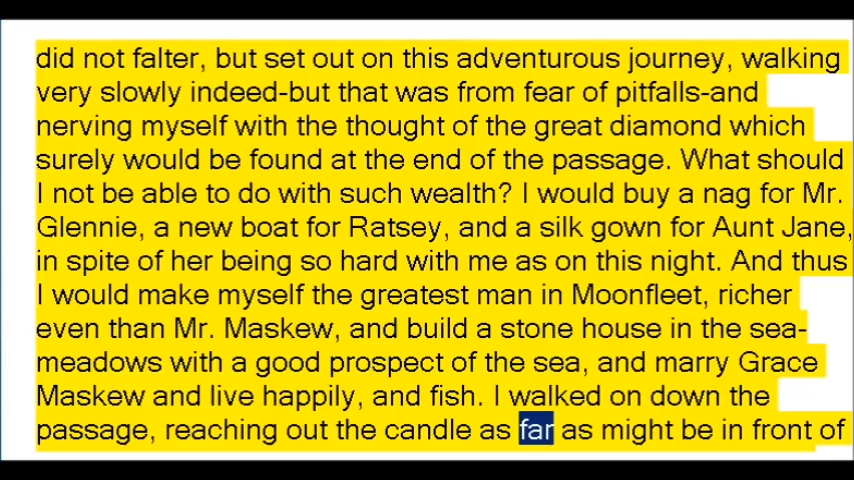 did not falter, but set out on this adventurous journey, walking
very slowly indeed-but that was from fear of pitfalls-and
nerving myself with the thought of the great diamond which
surely would be found at the end of the passage. What should
I not be able to do with such wealth? I would buy a nag for Mr.
Glennie, a new boat for Ratsey, and a silk gown for Aunt Jane,
in spite of her being so hard with me as on this night. And thus
I would make myself the greatest man in Moonfleet, richer
even than Mr. Maskew, and build a stone house in the sea-
meadows with a good prospect of the sea, and marry Grace
Maskew and live happily, and fish. I walked on down the
passage, reaching out the candle as far as might be in front of